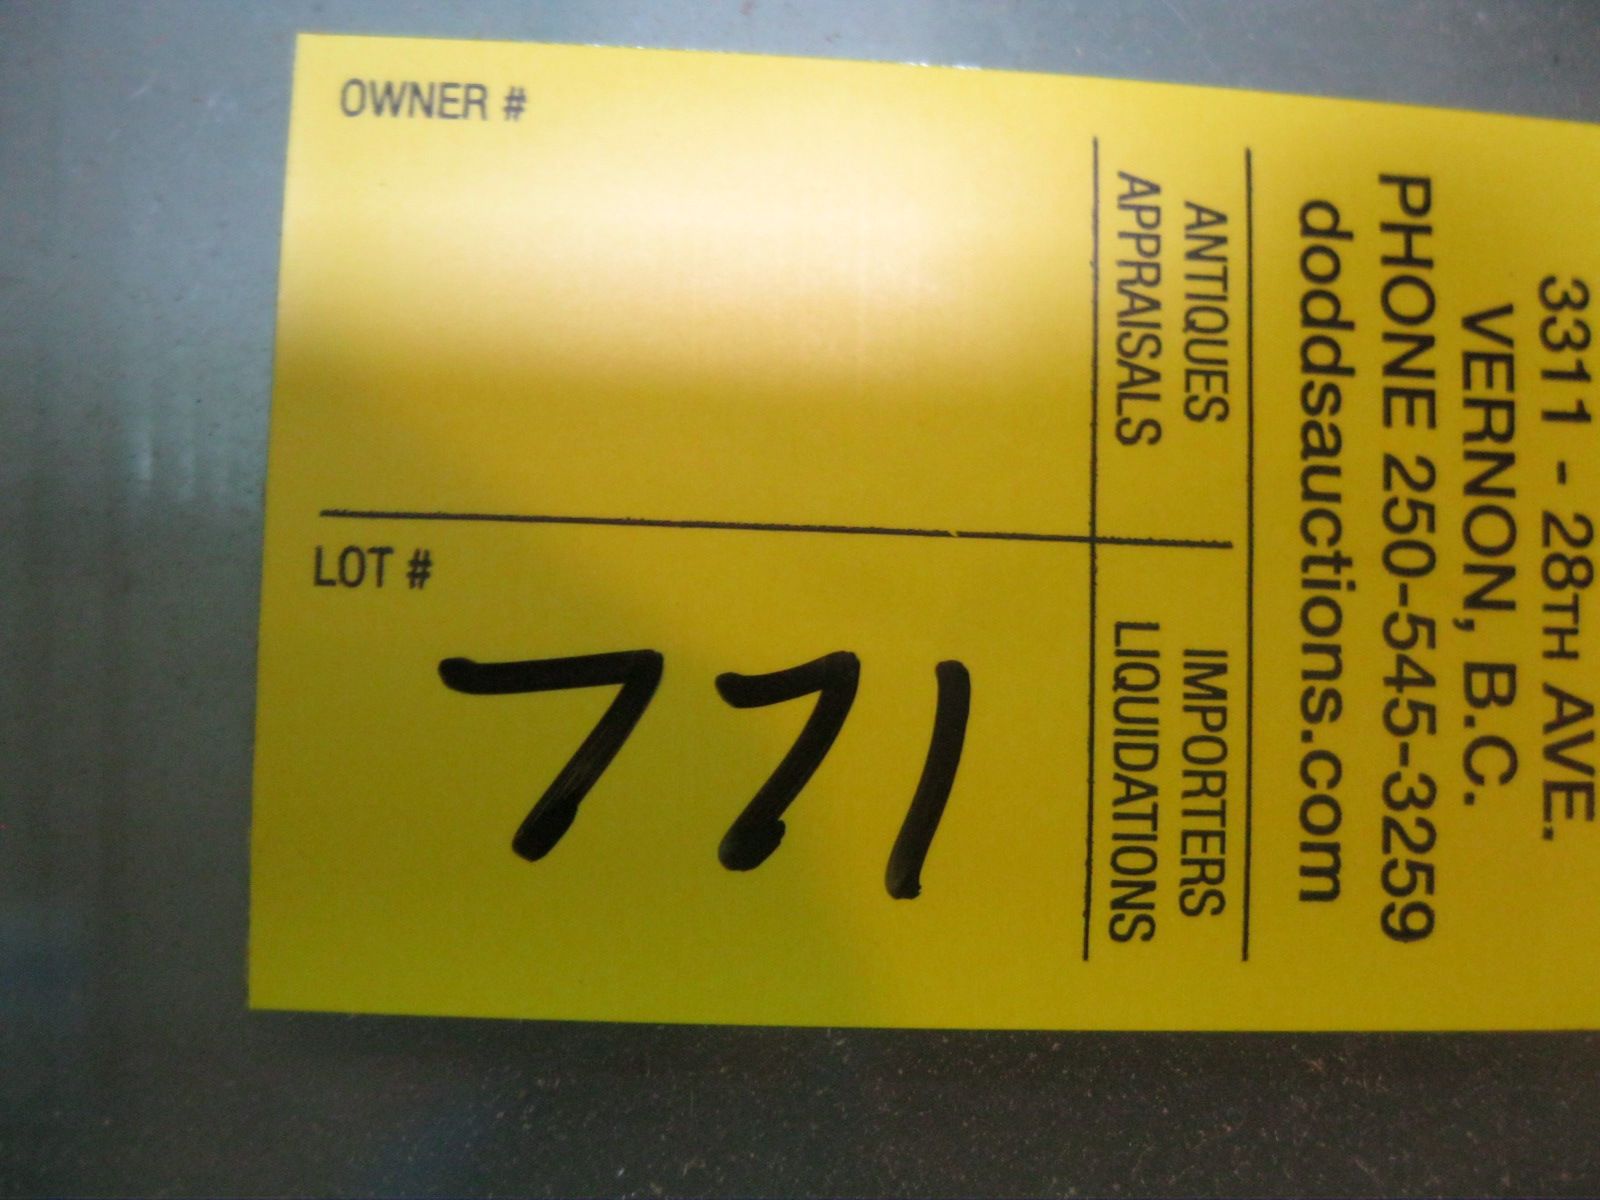 3311 - 28TH AVE.
VERNON, B.C.
PHONE 250-545-3259
doddsauctions.com
ANTIQUES
APPRAISALS
IMPORTERS
LIQUIDATIONS
OWNER #
LOT #
771